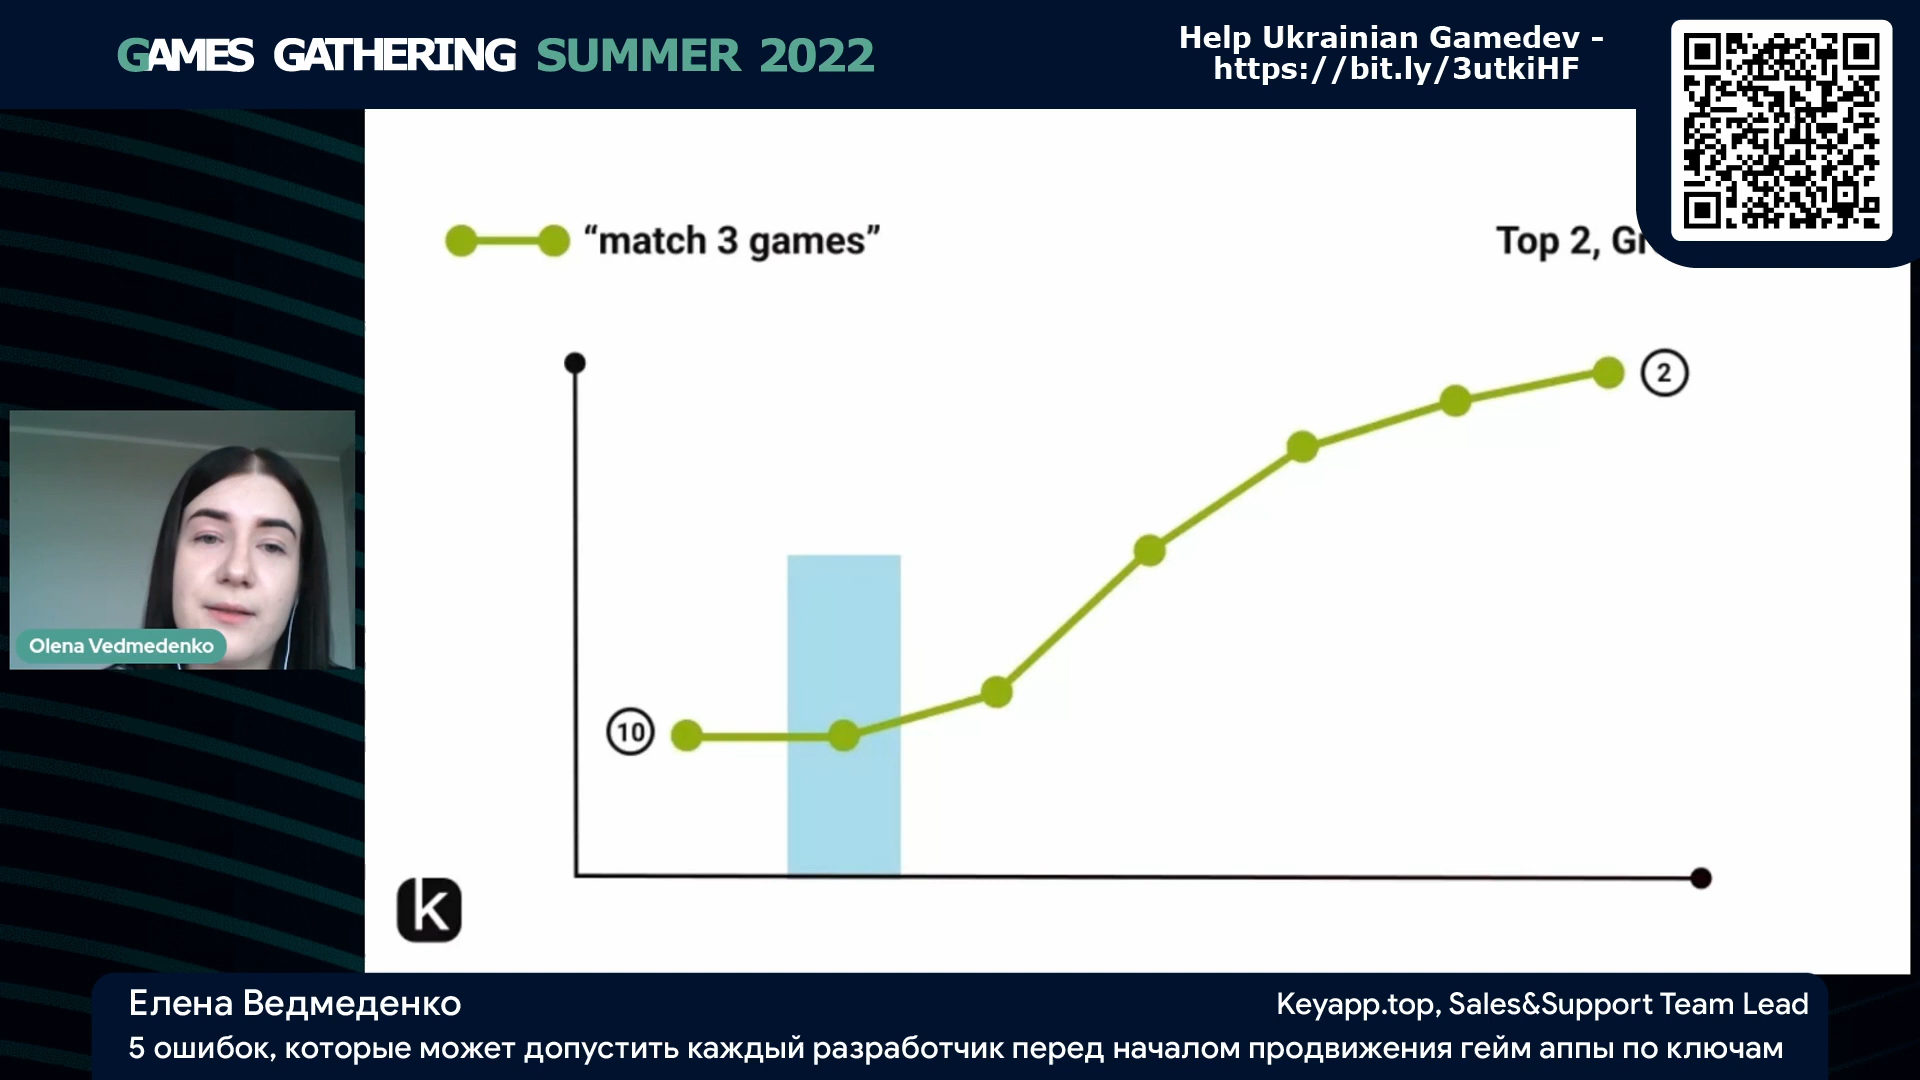 GAMES GATHERING SUMMER 2022
Help Ukrainian Gamedev -
https://bit.ly/3utkiHF
“match 3 games”
Top 2,
2
10
Olena Vedmedenko
k
Елена Ведмеденко
Keyapp.top, Sales&Support Team Lead
5 ошибок, которые может допустить каждый разработчик перед началом продвижения гейм аппы по ключам